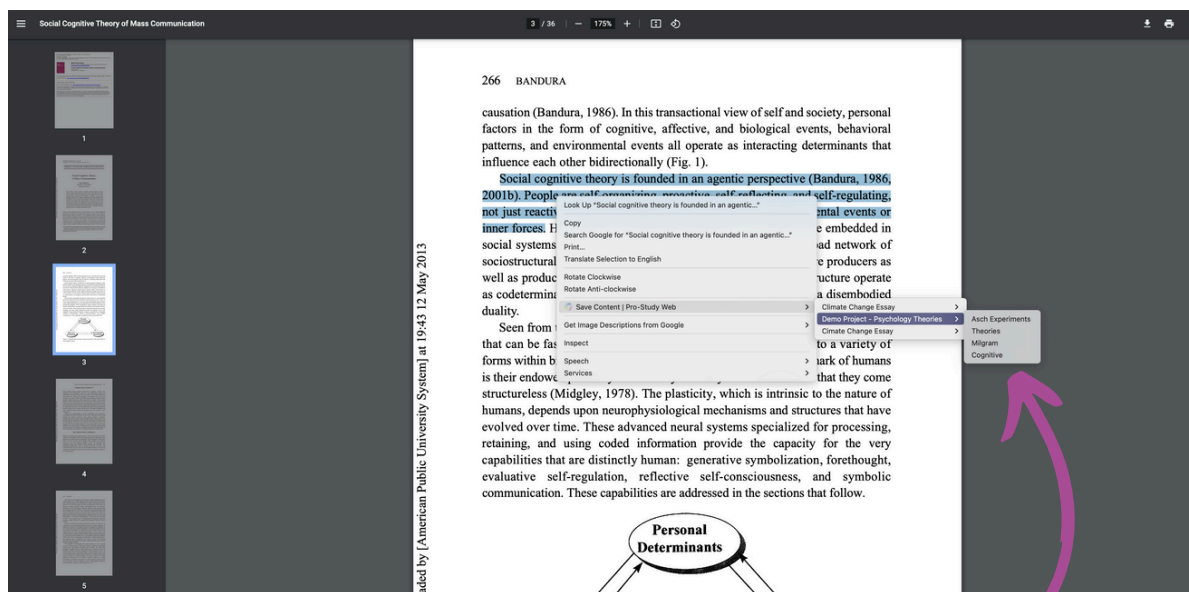 Social Cognitive Theory of Mass Communication
3 / 36
175%
1
2
3
4
5
266 BANDURA
causation (Bandura, 1986). In this transactional view of self and society, personal
factors in the form of cognitive, affective, and biological events, behavioral
patterns, and environmental events all operate as interacting determinants that
influence each other bidirectionally (Fig. 1).
Social cognitive theory is founded in an agentic perspective (Bandura, 1986,
2001b). People are self-organizing, proactive, self-reflecting, and self-regulating,
not just reactiv
ental events or
inner forces. H
e embedded in
social systems
oad network of
sociostructural
e producers as
well as produc
ructure operate
as codetermina
a disembodied
duality.
Seen from
to a variety of
that can be fas
forms within b
mark of humans
is their endowe
that they come
structureless (Midgley, 1978). The plasticity, which is intrinsic to the nature of
humans, depends upon neurophysiological mechanisms and structures that have
evolved over time. These advanced neural systems specialized for processing,
retaining, and using coded information provide the capacity for the very
capabilities that are distinctly human: generative symbolization, forethought,
evaluative self-regulation, reflective self-consciousness, and symbolic
communication. These capabilities are addressed in the sections that follow.
Personal
Determinants
aded by [American Public University System] at 19:43 12 May 2013
Look Up "Social cognitive theory is founded in an agentic..."
Copy
Search Google for "Social cognitive theory is founded in an agentic..."
Print...
Translate Selection to English
Rotate Clockwise
Rotate Anti-clockwise
Save Content | Pro-Study Web
Get Image Descriptions from Google
Inspect
Speech
Services
Climate Change Essay
Demo Project - Psychology Theories
Climate Change Essay
Asch Experiments
Theories
Milgram
Cognitive